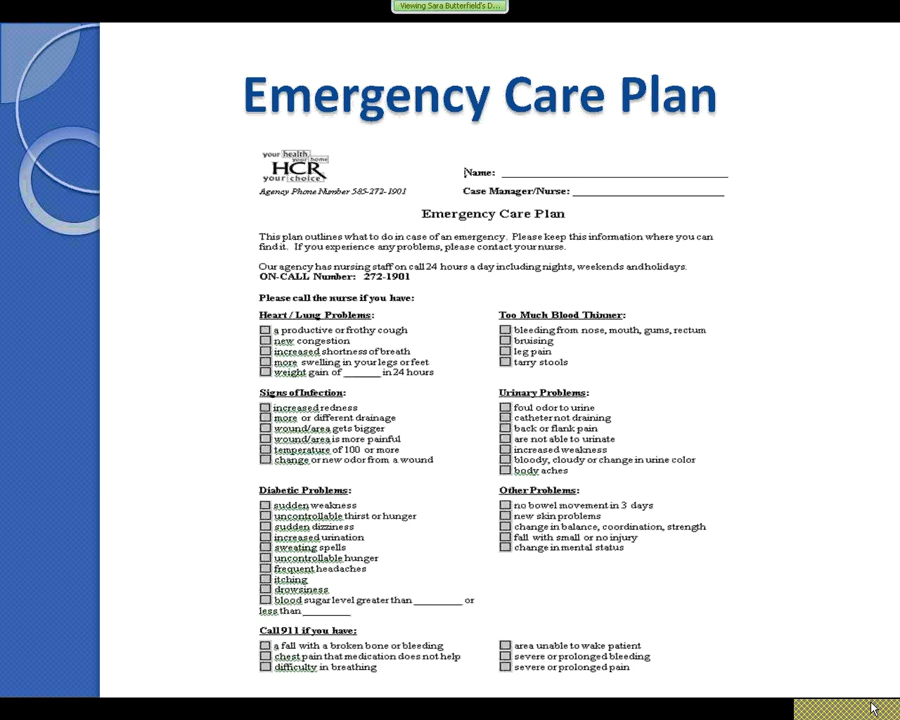 Viewing Sara Butterfield's D...
Emergency Care Plan
your health
your home
HCR
your choice
Agency Phone Number 585-272-1901
Name: ____________________
Case Manager/Nurse: ____________________
Emergency Care Plan
This plan outlines what to do in case of an emergency. Please keep this information where you can
find it. If you experience any problems, please contact your nurse.
Our agency has nursing staff on call 24 hours a day including nights, weekends and holidays.
ON-CALL Number: 272-1901
Please call the nurse if you have:
Heart / Lung Problems:
a productive or frothy cough
new congestion
increased shortness of breath
more swelling in your legs or feet
weight gain of _______ in 24 hours
Too Much Blood Thinner:
bleeding from nose, mouth, gums, rectum
bruising
leg pain
tarry stools
Signs of Infection:
increased redness
more or different drainage
wound/area gets bigger
wound/area is more painful
temperature of 100 or more
change or new odor from a wound
Urinary Problems:
foul odor to urine
catheter not draining
back or flank pain
are not able to urinate
increased weakness
bloody, cloudy or change in urine color
body aches
Diabetic Problems:
sudden weakness
uncontrollable thirst or hunger
sudden dizziness
increased urination
sweating spells
uncontrollable hunger
frequent headaches
itching
drowsiness
blood sugar level greater than _________ or
less than _________
Other Problems:
no bowel movement in 3 days
new skin problems
change in balance, coordination, strength
fall with small or no injury
change in mental status
Call 911 if you have:
a fall with a broken bone or bleeding
chest pain that medication does not help
difficulty in breathing
area unable to wake patient
severe or prolonged bleeding
severe or prolonged pain